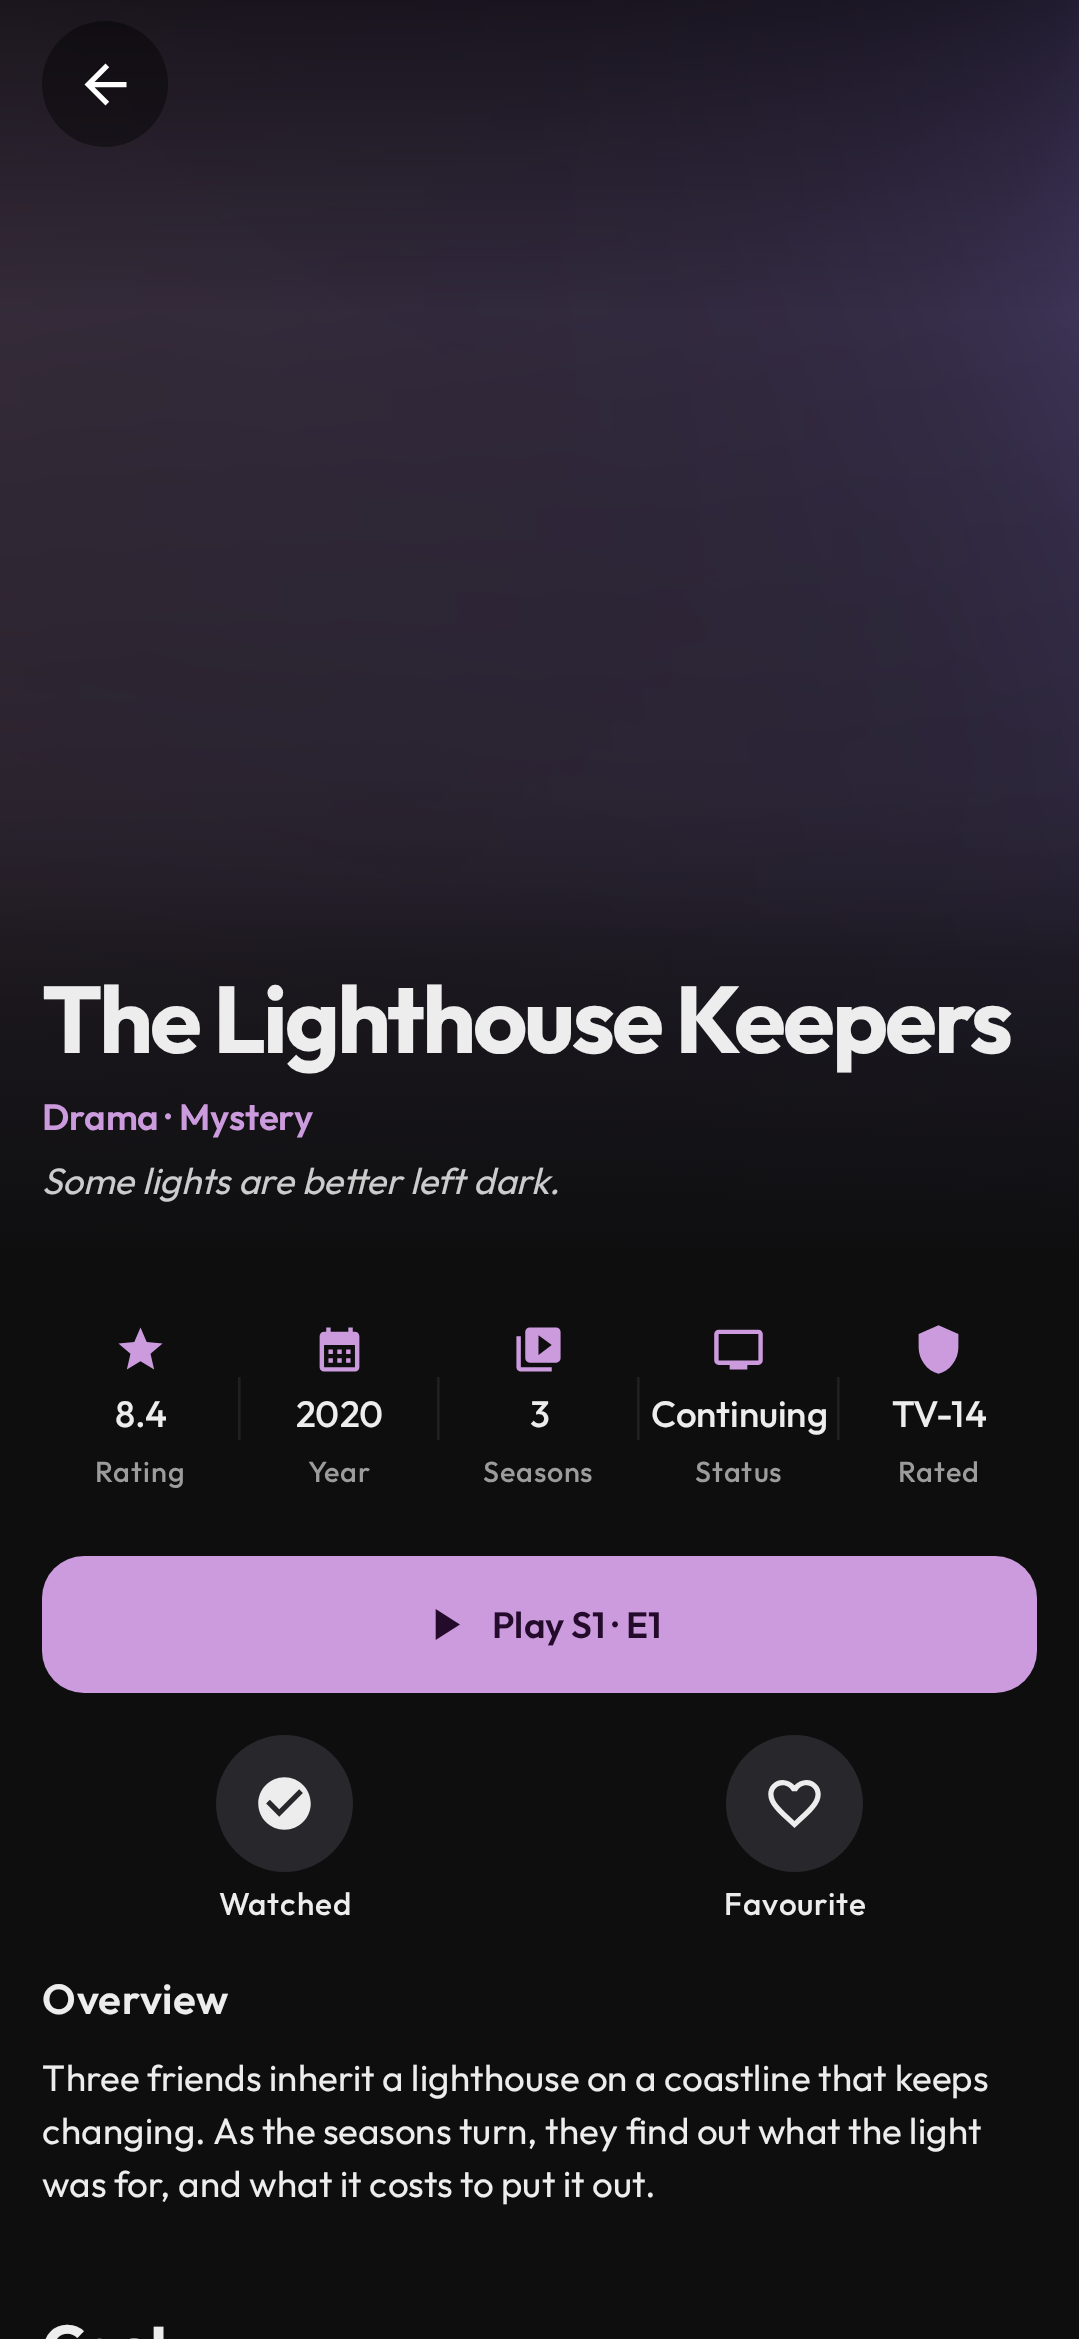 The Lighthouse Keepers
Drama · Mystery
Some lights are better left dark.
8.4
2020
3
Continuing
TV-14
Rating
Year
Seasons
Status
Rated
Play S1 · E1
Watched
Favourite
Overview
Three friends inherit a lighthouse on a coastline that keeps
changing. As the seasons turn, they find out what the light
was for, and what it costs to put it out.